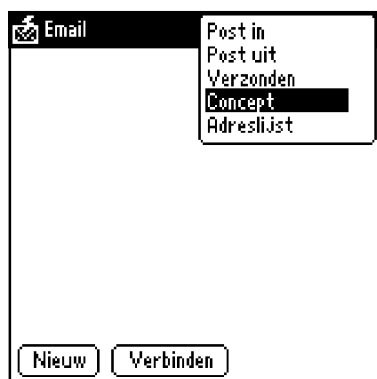 Email
Post in
Post uit
Verzonden
Concept
Adreslijst
Nieuw
Verbinden